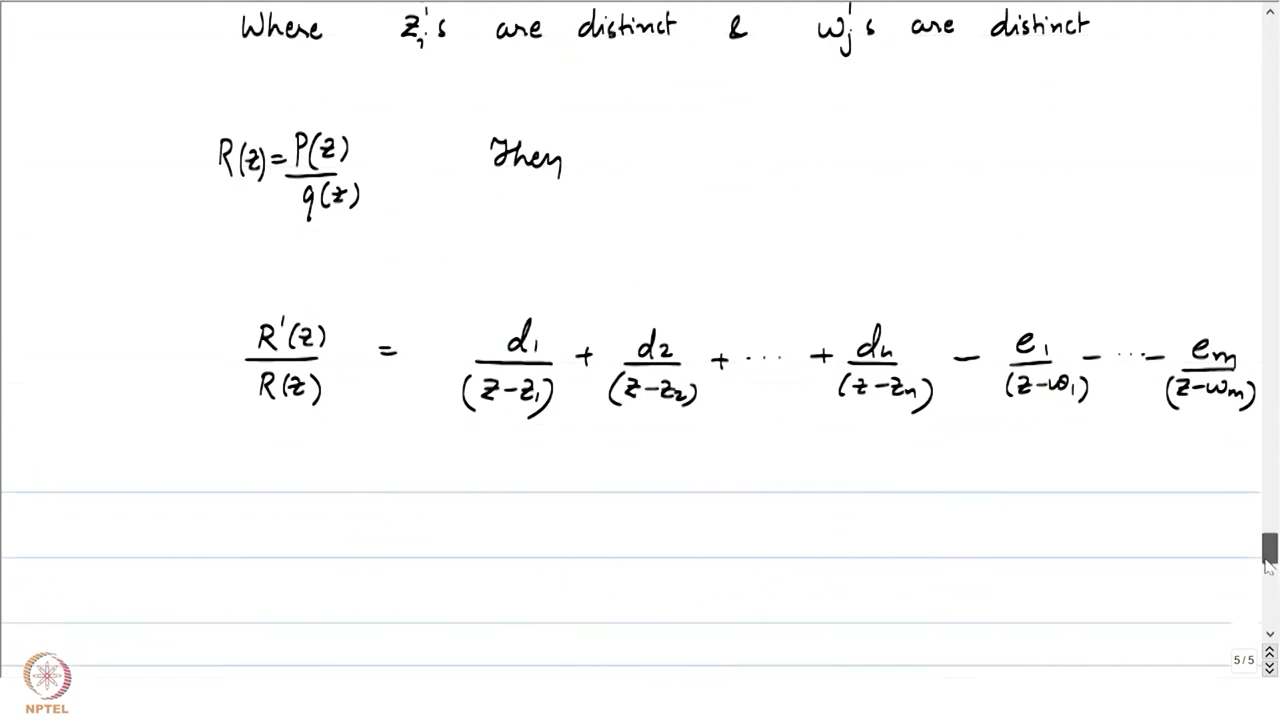 Where z_i's are distinct & w_j's are distinct
R(z) = P(z)/q(z) Then
R'(z)/R(z) = d_1/(z-z_1) + d_2/(z-z_2) + ... + d_n/(z-z_n) - e_1/(z-w_1) - ... - e_m/(z-w_m)
5/5
NPTEL